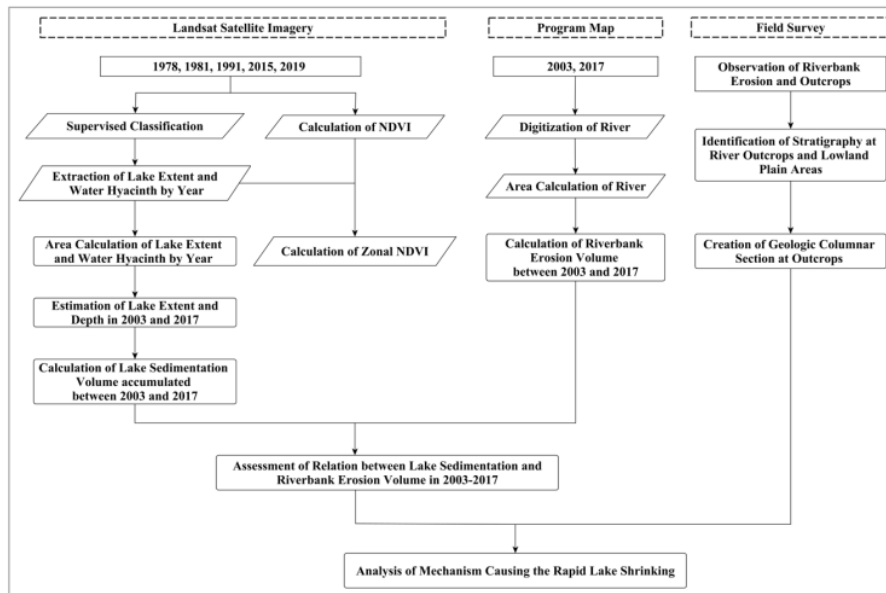 Landsat Satellite Imagery
Program Map
Field Survey
1978, 1981, 1991, 2015, 2019
2003, 2017
Observation of Riverbank
Erosion and Outcrops
Supervised Classification
Calculation of NDVI
Digitization of River
Identification of Stratigraphy at
River Outcrops and Lowland
Plain Areas
Extraction of Lake Extent and
Water Hyacinth by Year
Area Calculation of River
Area Calculation of Lake Extent
and Water Hyacinth by Year
Calculation of Zonal NDVI
Calculation of Riverbank
Erosion Volume
between 2003 and 2017
Creation of Geologic Columnar
Section at Outcrops
Estimation of Lake Extent and
Depth in 2003 and 2017
Calculation of Lake Sedimentation
Volume accumulated
between 2003 and 2017
Assessment of Relation between Lake Sedimentation and
Riverbank Erosion Volume in 2003-2017
Analysis of Mechanism Causing the Rapid Lake Shrinking